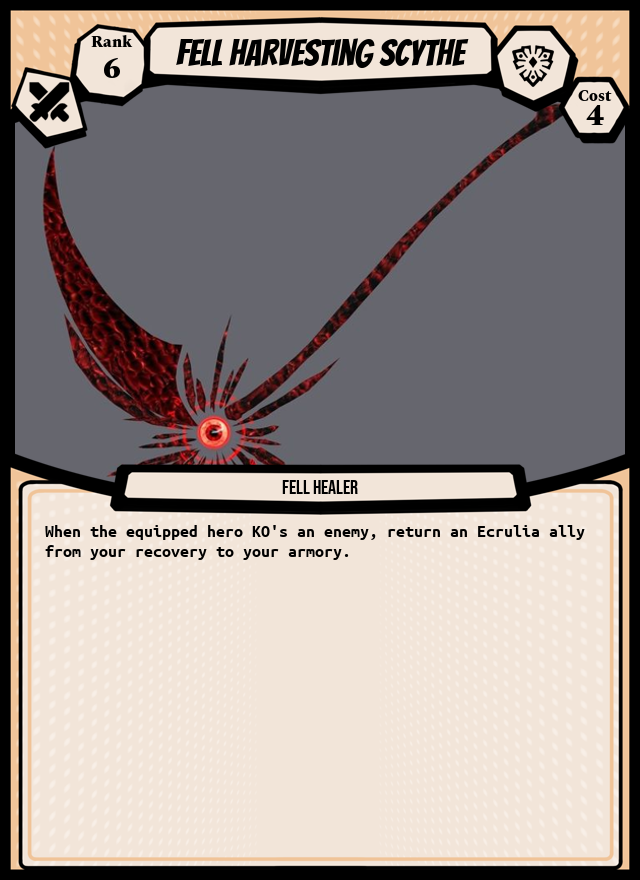 Rank
6
FELL HARVESTING SCYTHE
Cost
4
FELL HEALER
When the equipped hero KO's an enemy, return an Ecrulia ally
from your recovery to your armory.